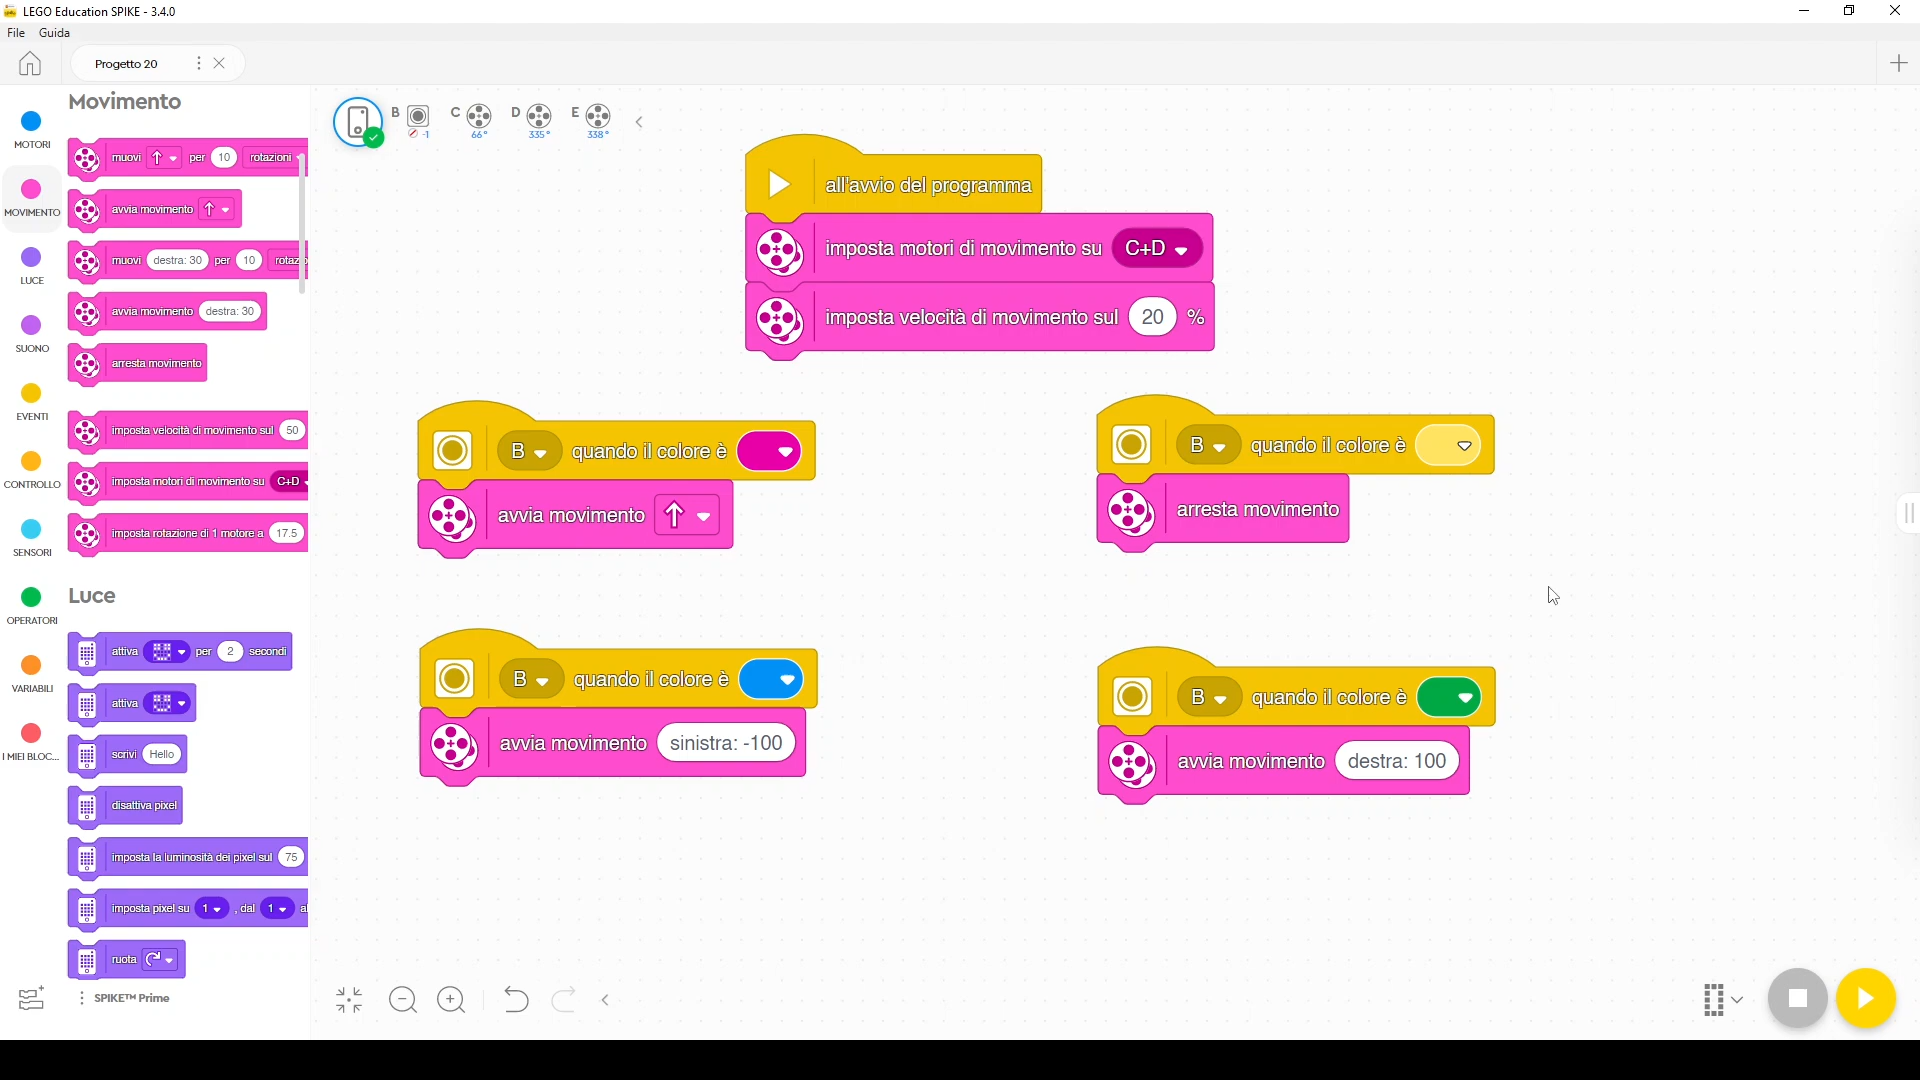 LEGO Education SPIKE - 3.4.0
File Guida
Progetto 20
MOTORI
MOVIMENTO
LUCE
SUONO
EVENTI
CONTROLLO
SENSORI
OPERATORI
VARIABILI
I MIEI BLOC...
Movimento
muovi per 10 rotazioni
avvia movimento
muovi destra: 30 per 10 rotazio
avvia movimento destra: 30
arresta movimento
imposta velocità di movimento sul 50
imposta motori di movimento su C+D
imposta rotazione di 1 motore a 17.5
Luce
attiva per 2 secondi
attiva
scrivi Hello
disattiva pixel
imposta la luminosità dei pixel sul 75
imposta pixel su 1 , dal 1 al
ruota
SPIKE™ Prime
B -1 C 66° D 335° E 338°
all'avvio del programma
imposta motori di movimento su C+D
imposta velocità di movimento sul 20 %
B quando il colore è
avvia movimento
B quando il colore è
arresta movimento
B quando il colore è
avvia movimento sinistra: -100
B quando il colore è
avvia movimento destra: 100